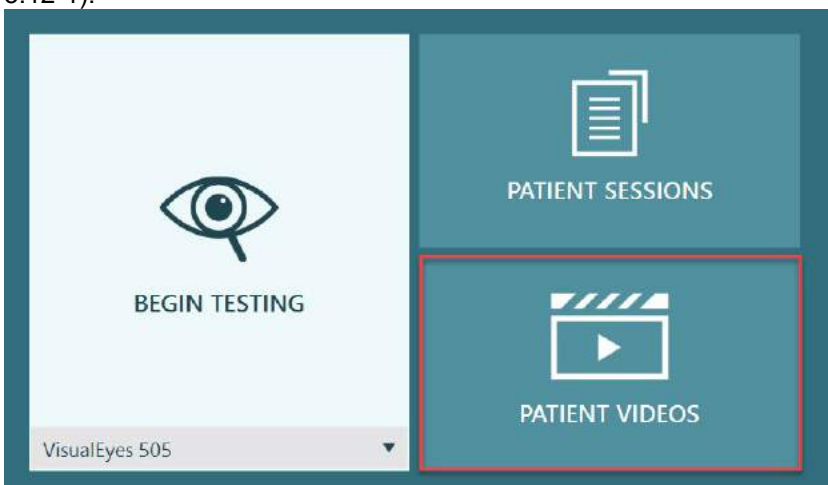 PATIENT SESSIONS
BEGIN TESTING
PATIENT VIDEOS
VisualEyes 505